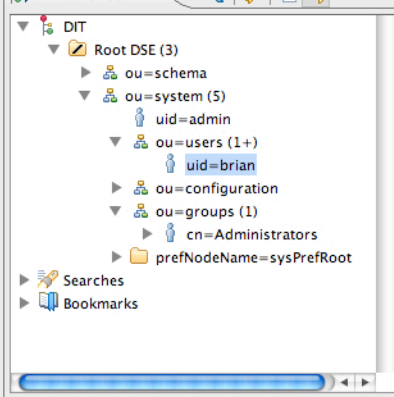 DIT
Root DSE (3)
ou=schema
ou=system (5)
uid=admin
ou=users (1+)
uid=brian
ou=configuration
ou=groups (1)
cn=Administrators
prefNodeName=sysPrefRoot
Searches
Bookmarks